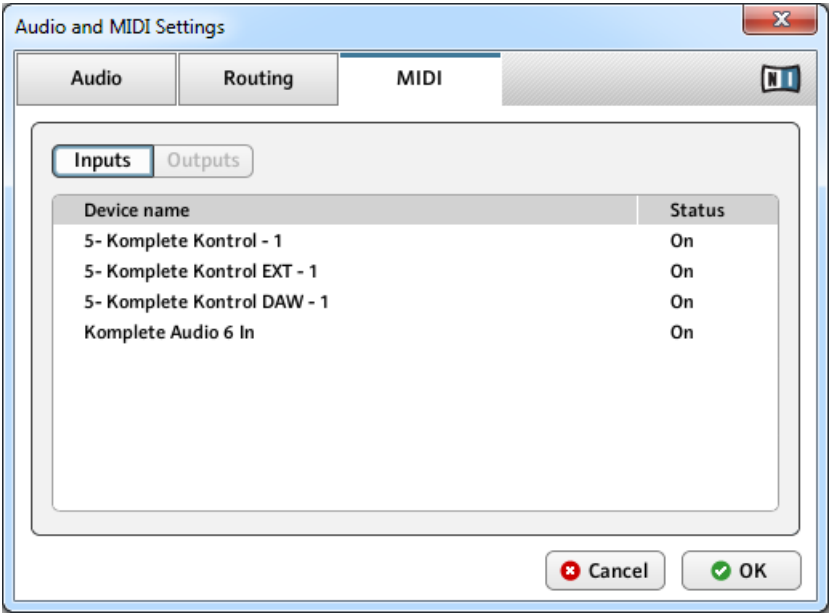 Audio and MIDI Settings
Audio Routing MIDI
Inputs Outputs
Device name Status
5- Komplete Kontrol - 1 On
5- Komplete Kontrol EXT - 1 On
5- Komplete Kontrol DAW - 1 On
Komplete Audio 6 In On
Cancel OK